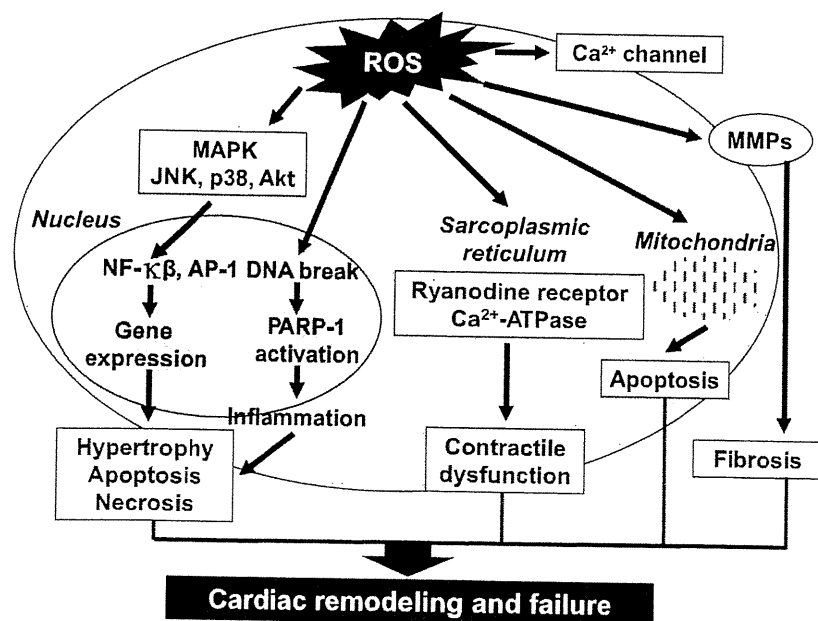 ROS
Ca²⁺ channel
MAPK
JNK, p38, Akt
MMPs
Nucleus
Sarcoplasmic
reticulum
Mitochondria
NF-κβ, AP-1
DNA break
Ryanodine receptor
Ca²⁺-ATPase
Gene
expression
PARP-1
activation
Apoptosis
Inflammation
Hypertrophy
Apoptosis
Necrosis
Contractile
dysfunction
Fibrosis
Cardiac remodeling and failure